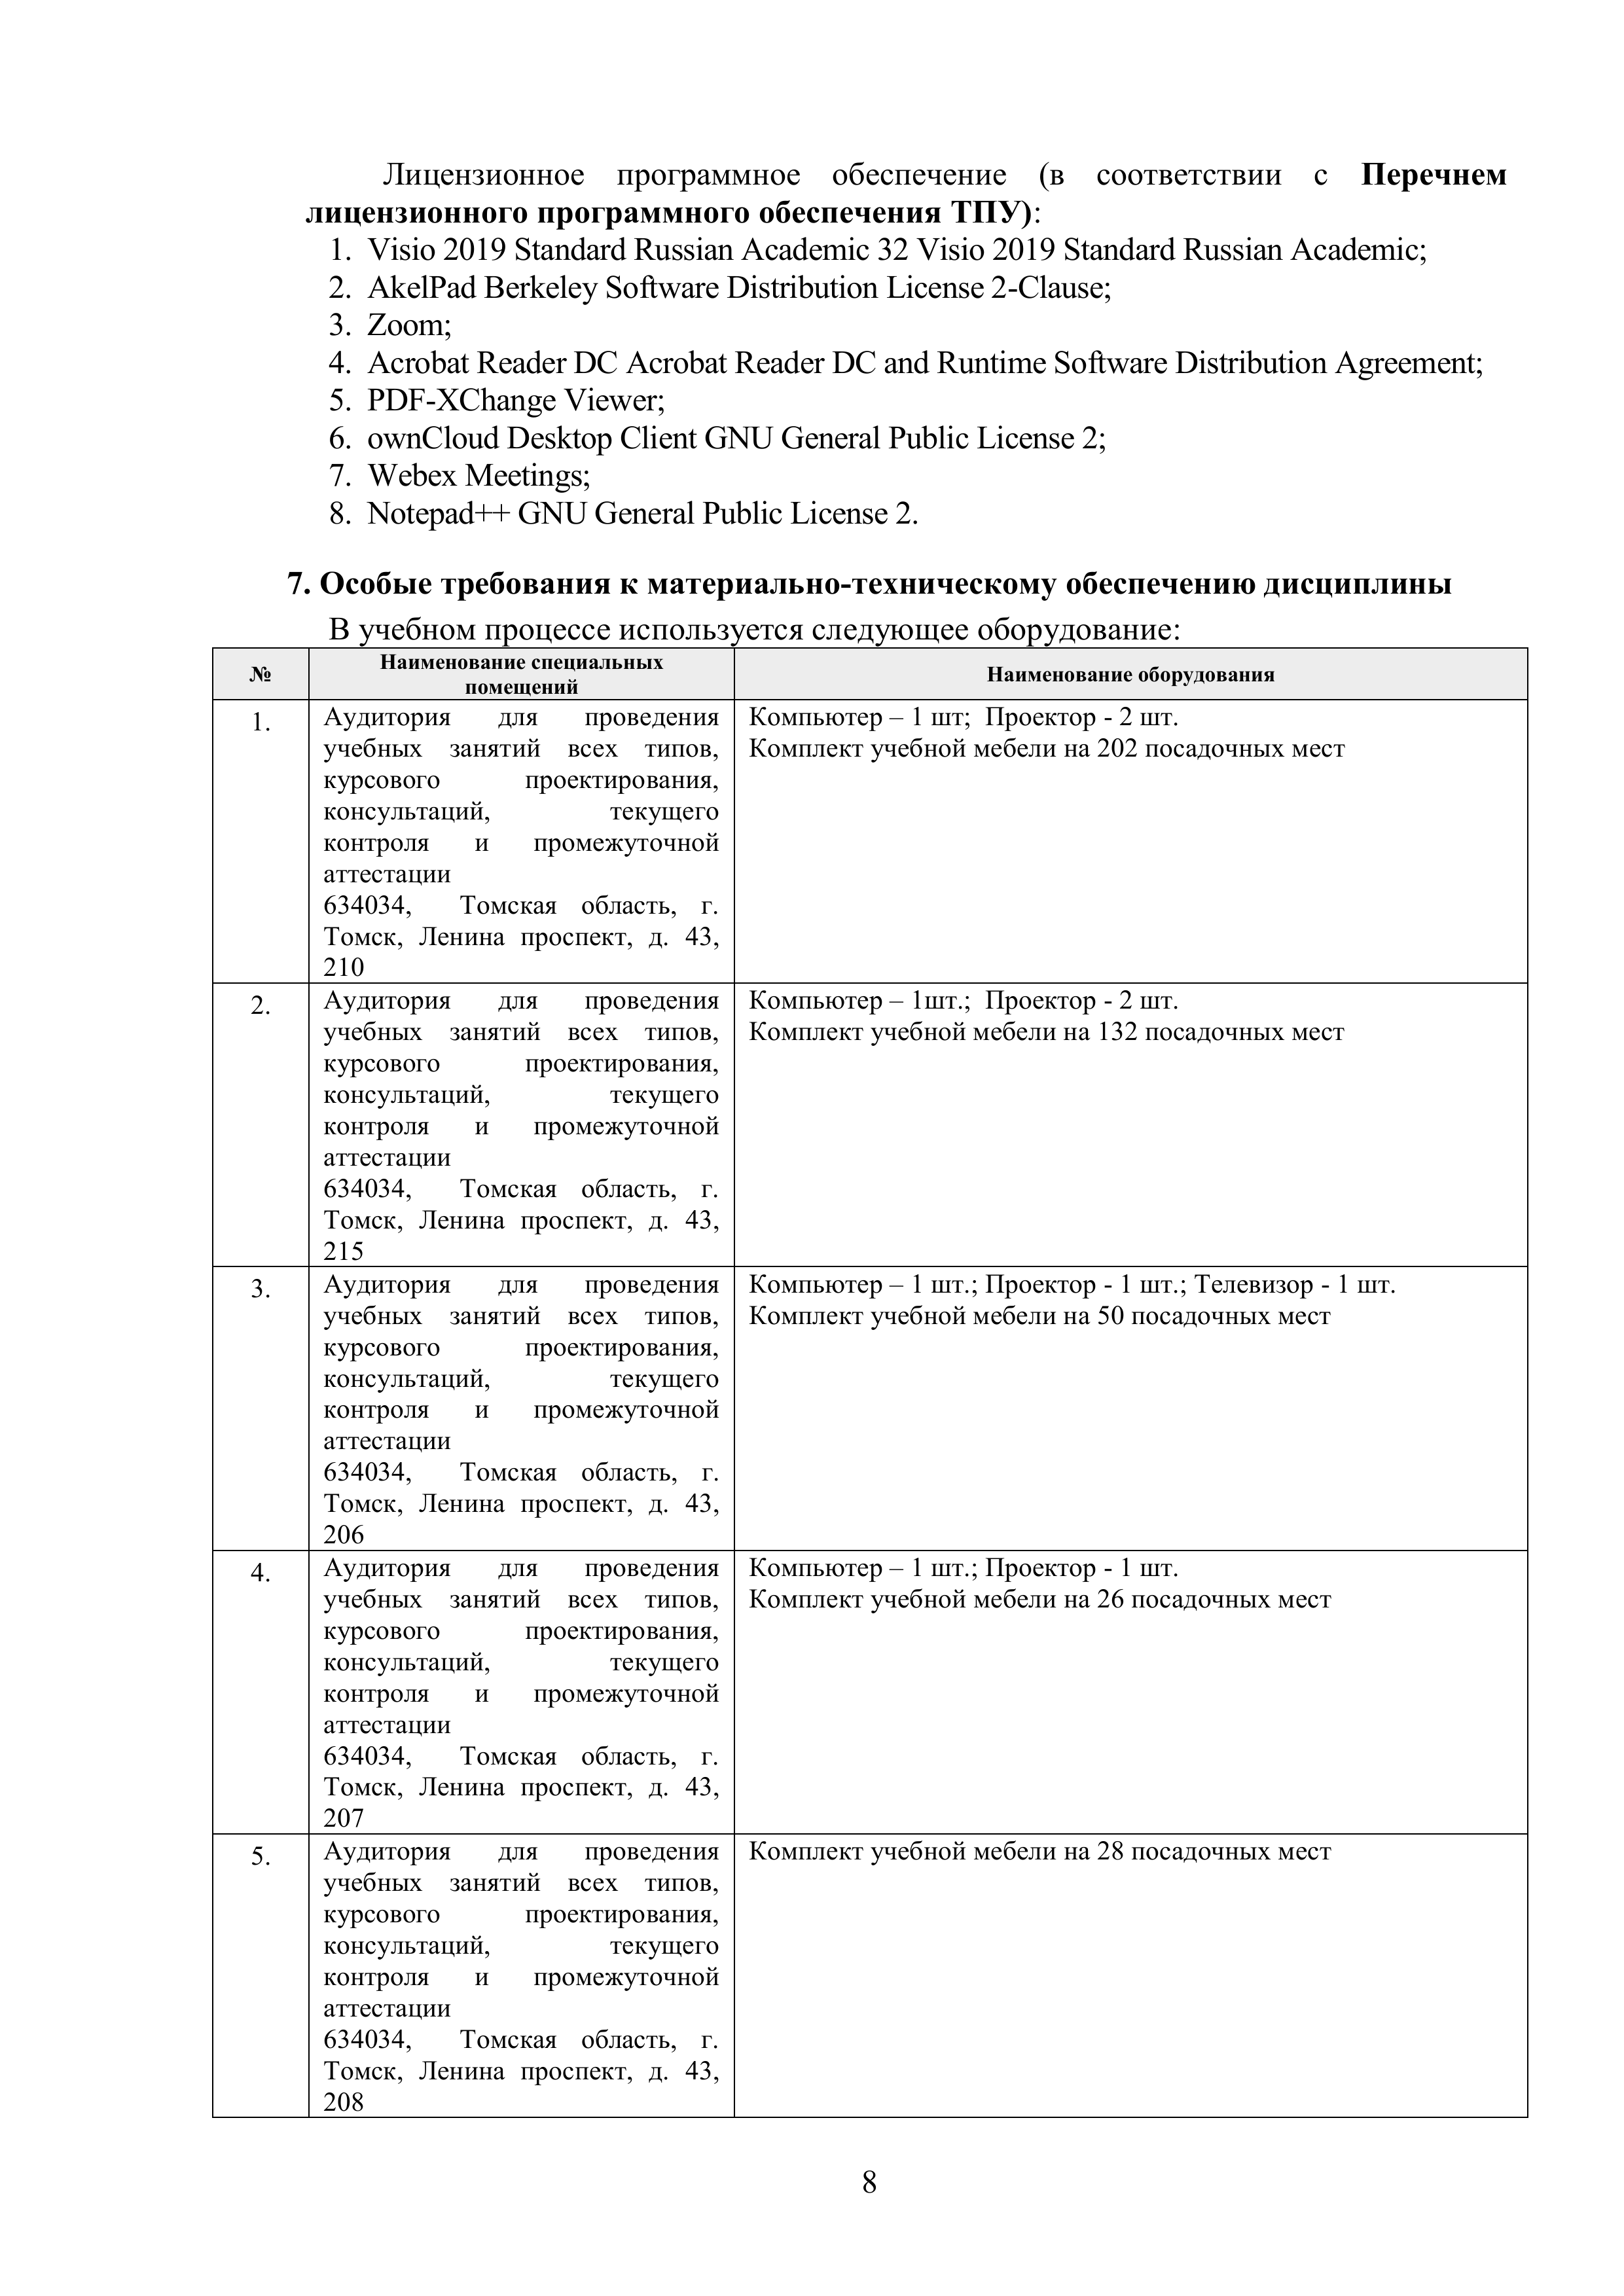 Лицензионное программное обеспечение (в соответствии с Перечнем
лицензионного программного обеспечения ТПУ):
1. Visio 2019 Standard Russian Academic 32 Visio 2019 Standard Russian Academic;
2. AkelPad Berkeley Software Distribution License 2-Clause;
3. Zoom;
4. Acrobat Reader DC Acrobat Reader DC and Runtime Software Distribution Agreement;
5. PDF-XChange Viewer;
6. ownCloud Desktop Client GNU General Public License 2;
7. Webex Meetings;
8. Notepad++ GNU General Public License 2.
7. Особые требования к материально-техническому обеспечению дисциплины
В учебном процессе используется следующее оборудование:
№
Наименование специальных
помещений
Наименование оборудования
1.
Аудитория для проведения
учебных занятий всех типов,
курсового проектирования,
консультаций, текущего
контроля и промежуточной
аттестации
634034, Томская область, г.
Томск, Ленина проспект, д. 43,
210
Компьютер – 1 шт; Проектор - 2 шт.
Комплект учебной мебели на 202 посадочных мест
2.
Аудитория для проведения
учебных занятий всех типов,
курсового проектирования,
консультаций, текущего
контроля и промежуточной
аттестации
634034, Томская область, г.
Томск, Ленина проспект, д. 43,
215
Компьютер – 1шт.; Проектор - 2 шт.
Комплект учебной мебели на 132 посадочных мест
3.
Аудитория для проведения
учебных занятий всех типов,
курсового проектирования,
консультаций, текущего
контроля и промежуточной
аттестации
634034, Томская область, г.
Томск, Ленина проспект, д. 43,
206
Компьютер – 1 шт.; Проектор - 1 шт.; Телевизор - 1 шт.
Комплект учебной мебели на 50 посадочных мест
4.
Аудитория для проведения
учебных занятий всех типов,
курсового проектирования,
консультаций, текущего
контроля и промежуточной
аттестации
634034, Томская область, г.
Томск, Ленина проспект, д. 43,
207
Компьютер – 1 шт.; Проектор - 1 шт.
Комплект учебной мебели на 26 посадочных мест
5.
Аудитория для проведения
учебных занятий всех типов,
курсового проектирования,
консультаций, текущего
контроля и промежуточной
аттестации
634034, Томская область, г.
Томск, Ленина проспект, д. 43,
208
Комплект учебной мебели на 28 посадочных мест
8